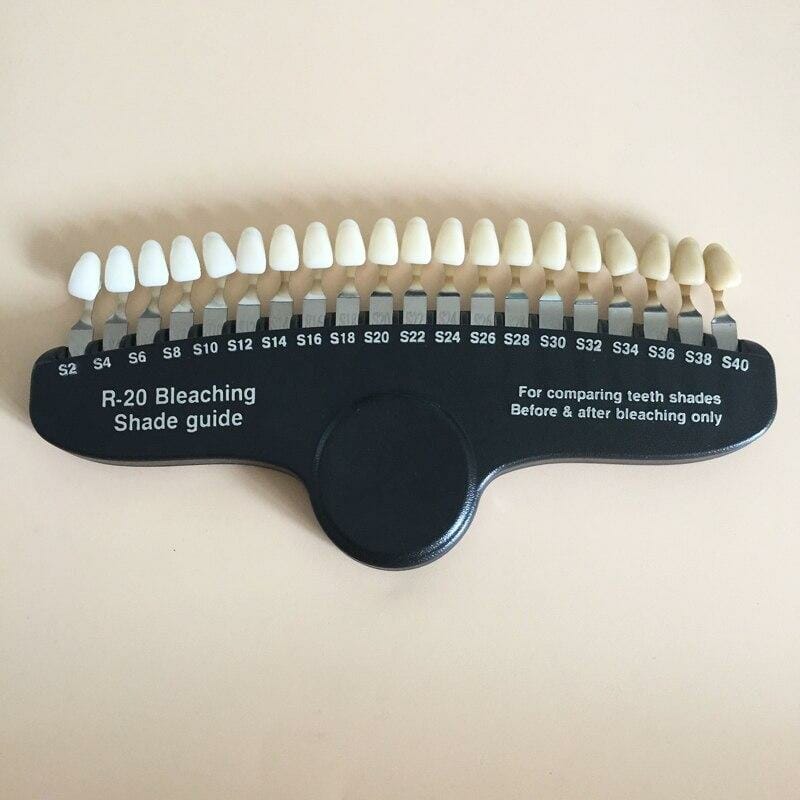 S2 S4 S6 S8 S10 S12 S14 S16 S18 S20 S22 S24 S26 S28 S30 S32 S34 S36 S38 S40
R-20 Bleaching
Shade guide
For comparing teeth shades
Before & after bleaching only